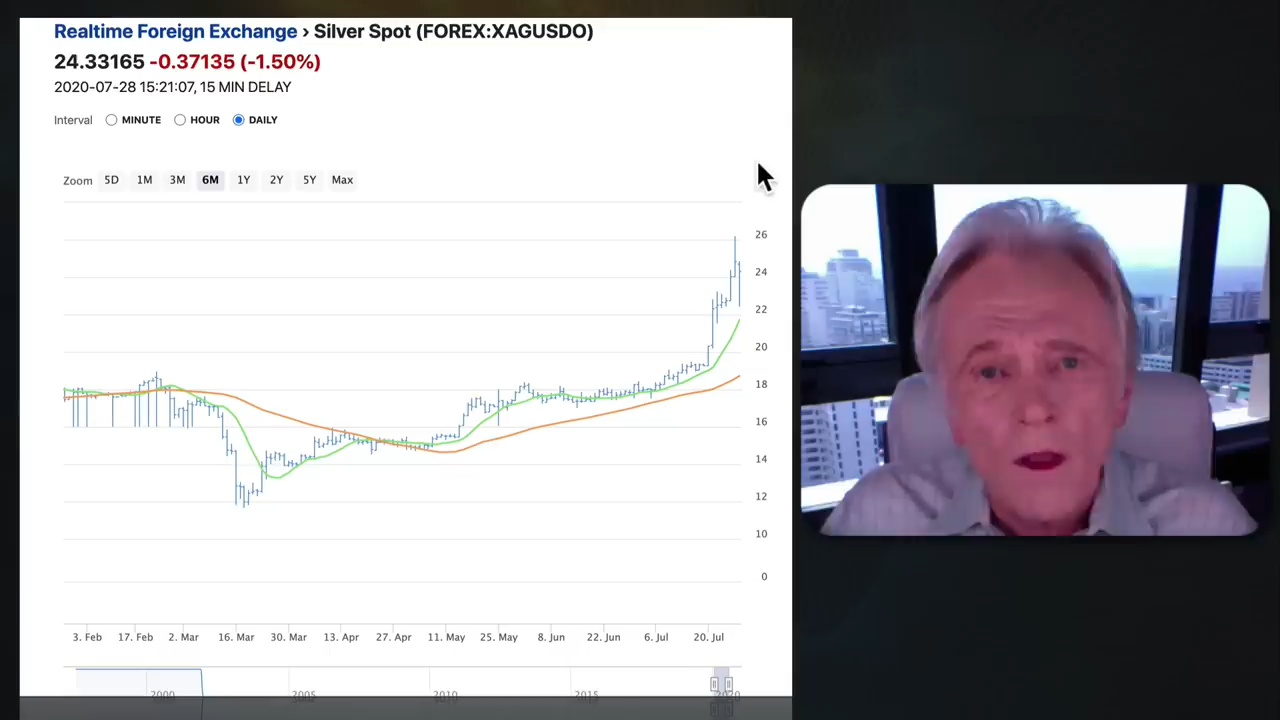 Realtime Foreign Exchange › Silver Spot (FOREX:XAGUSDO)
24.33165 -0.37135 (-1.50%)
2020-07-28 15:21:07, 15 MIN DELAY
Interval MINUTE HOUR DAILY
Zoom 5D 1M 3M 6M 1Y 2Y 5Y Max
26
24
22
20
18
16
14
12
10
0
3. Feb 17. Feb 2. Mar 16. Mar 30. Mar 13. Apr 27. Apr 11. May 25. May 8. Jun 22. Jun 6. Jul 20. Jul
2000 2005 2010 2015 2020